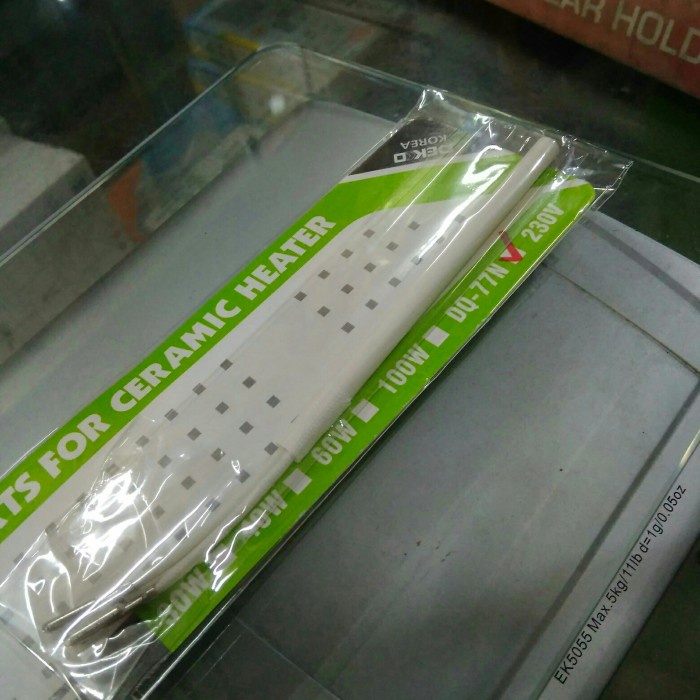 EAR HOLD
DEKO
KOREA
TS FOR CERAMIC HEATER
60W 100W DQ-77N 230V
EK5055 Max.5kg/11lb d=1g/0.05oz